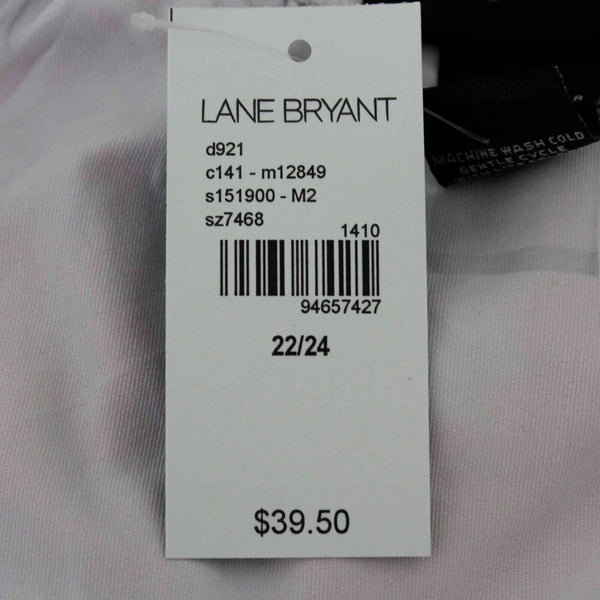 LANE BRYANT
d921
c141 - m12849
s151900 - M2
sz7468
1410
94657427
22/24
$39.50
MACHINE WASH COLD
GENTLE CYCLE